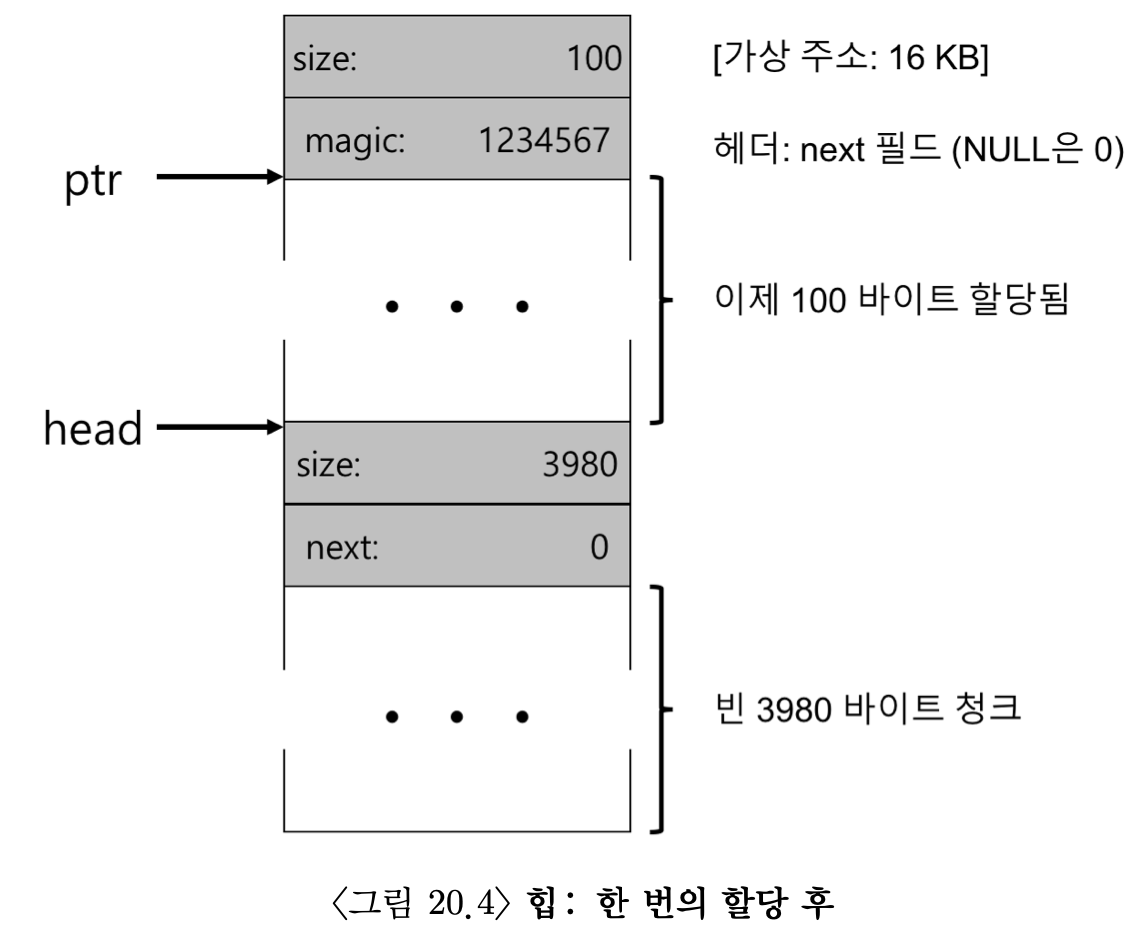 size: 100
[가상 주소: 16 KB]
magic: 1234567
헤더: next 필드 (NULL은 0)
ptr
이제 100 바이트 할당됨
head
size: 3980
next: 0
빈 3980 바이트 청크
〈그림 20.4〉 힙: 한 번의 할당 후